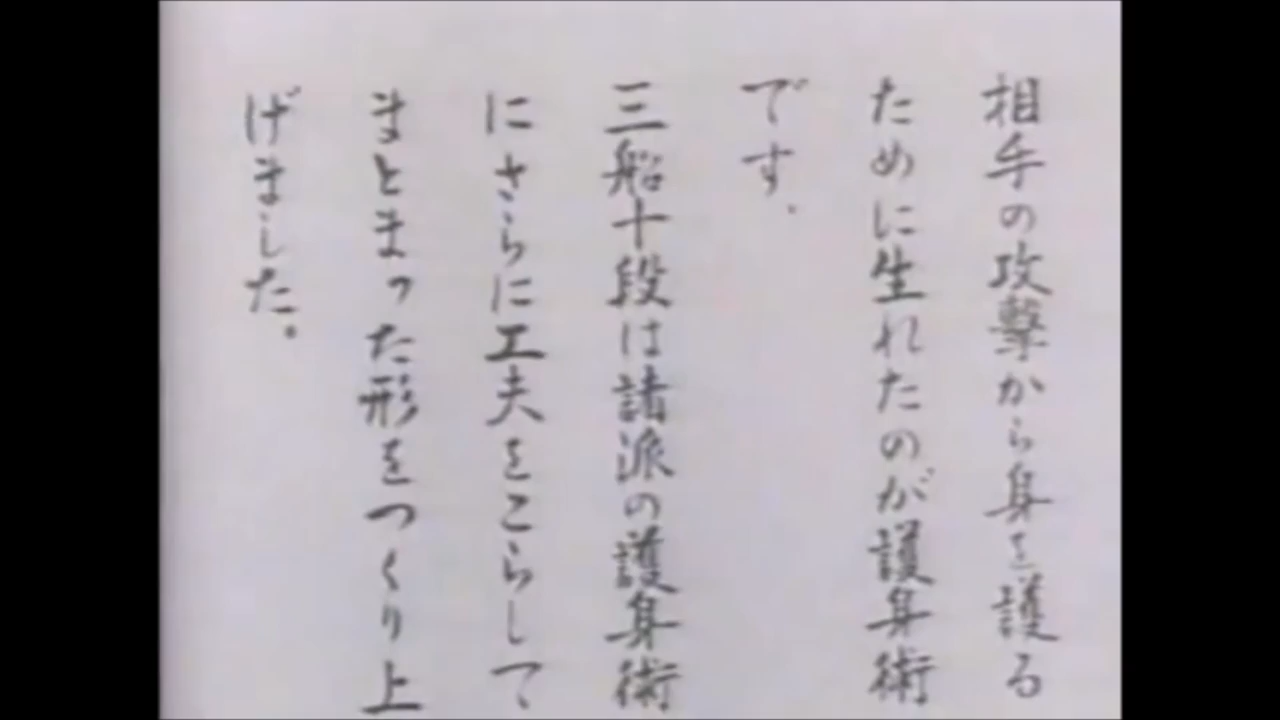 相手の攻撃から身を護る
ために生れたのが護身術
です.
三船十段は諸派の護身術
にさらに工夫をこらして
まとまった形をつくり上
げました。